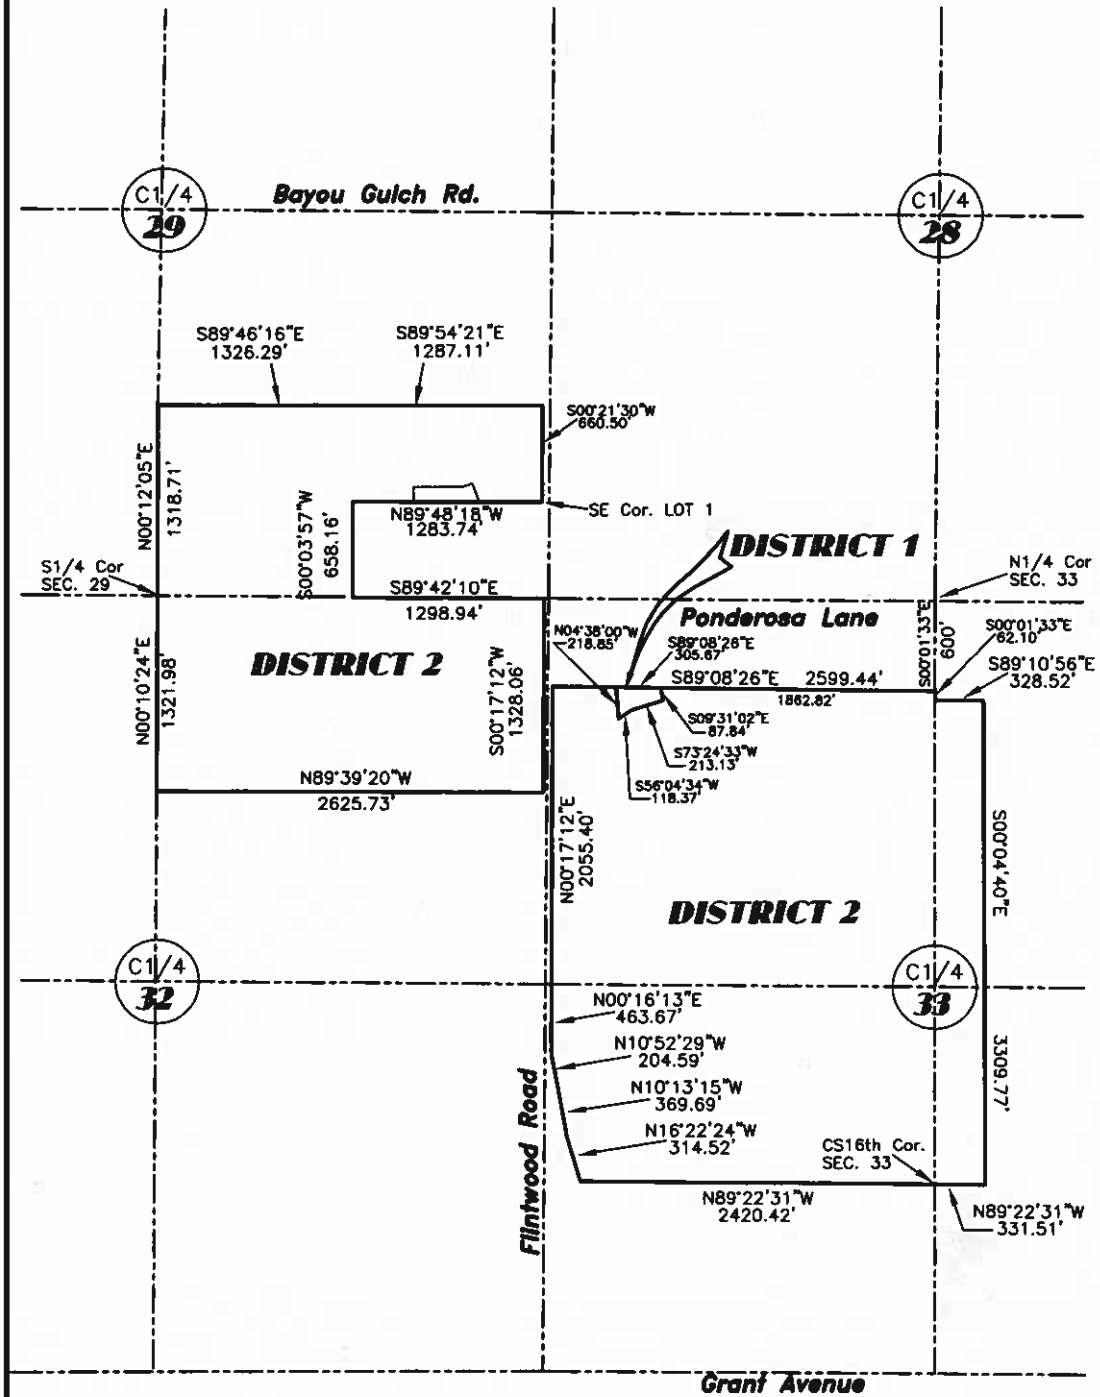 C1/4
29
Bayou Gulch Rd.
C1/4
28
S89°46'16"E
1326.29'
S89°54'21"E
1287.11'
S00°21'30"W
660.50'
N00°12'05"E
1318.71'
S00°03'57"W
658.16'
N89°48'18"W
1283.74'
SE Cor. LOT 1
DISTRICT 1
S1/4 Cor
SEC. 29
S89°42'10"E
1298.94'
N1/4 Cor
SEC. 33
Ponderosa Lane
N04°38'00"W
218.85'
S89°08'26"E
305.67'
S00°01'33"E
600'
S00°01'33"E
62.10'
S89°10'56"E
328.52'
DISTRICT 2
S89°08'26"E 2599.44'
1862.82'
N00°10'24"E
1321.98'
S00°17'12"W
1328.06'
S09°31'02"E
87.84'
S73°24'33"W
213.13'
S56°04'34"W
118.37'
N89°39'20"W
2625.73'
N00°17'12"E
2055.40'
S00°04'40"E
3309.77'
DISTRICT 2
C1/4
32
C1/4
33
N00°16'13"E
463.67'
N10°52'29"W
204.59'
N10°13'15"W
369.69'
N16°22'24"W
314.52'
Flintwood Road
CS16th Cor.
SEC. 33
N89°22'31"W
2420.42'
N89°22'31"W
331.51'
Grant Avenue